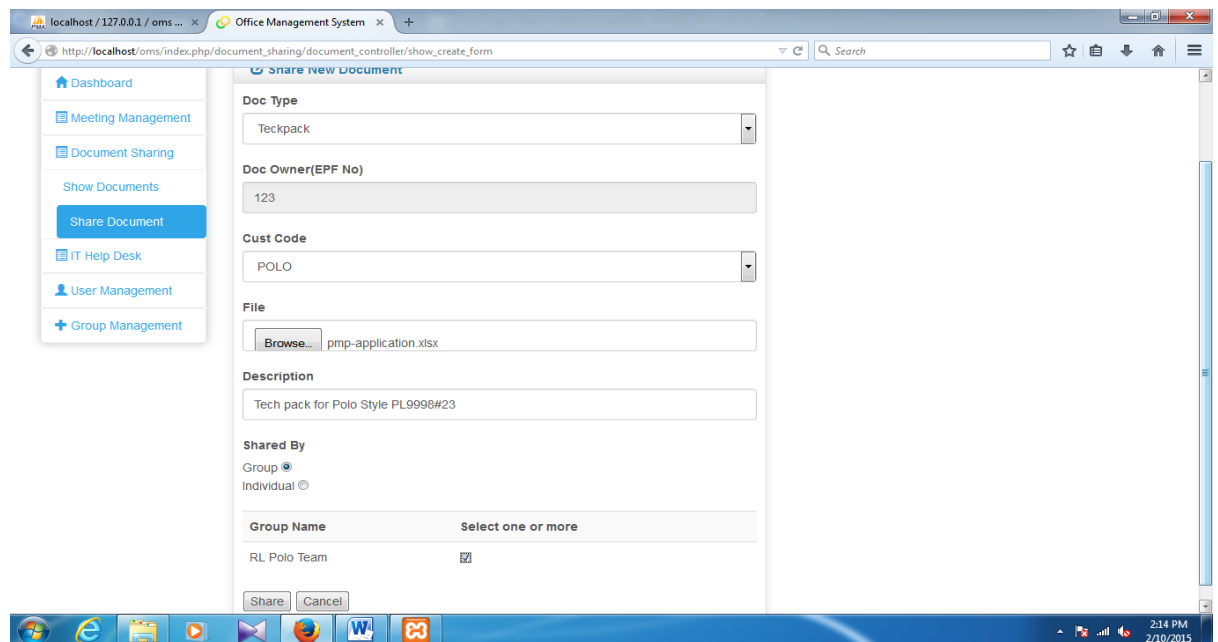 localhost / 127.0.0.1 / oms ... ×
Office Management System × +
http://localhost/oms/index.php/document_sharing/document_controller/show_create_form
Search
Dashboard
Meeting Management
Document Sharing
Show Documents
Share Document
IT Help Desk
User Management
Group Management
Share New Document
Doc Type
Teckpack
Doc Owner(EPF No)
123
Cust Code
POLO
File
Browse... pmp-application.xlsx
Description
Tech pack for Polo Style PL9998#23
Shared By
Group
Individual
Group Name Select one or more
RL Polo Team
Share Cancel
2:14 PM
2/10/2015